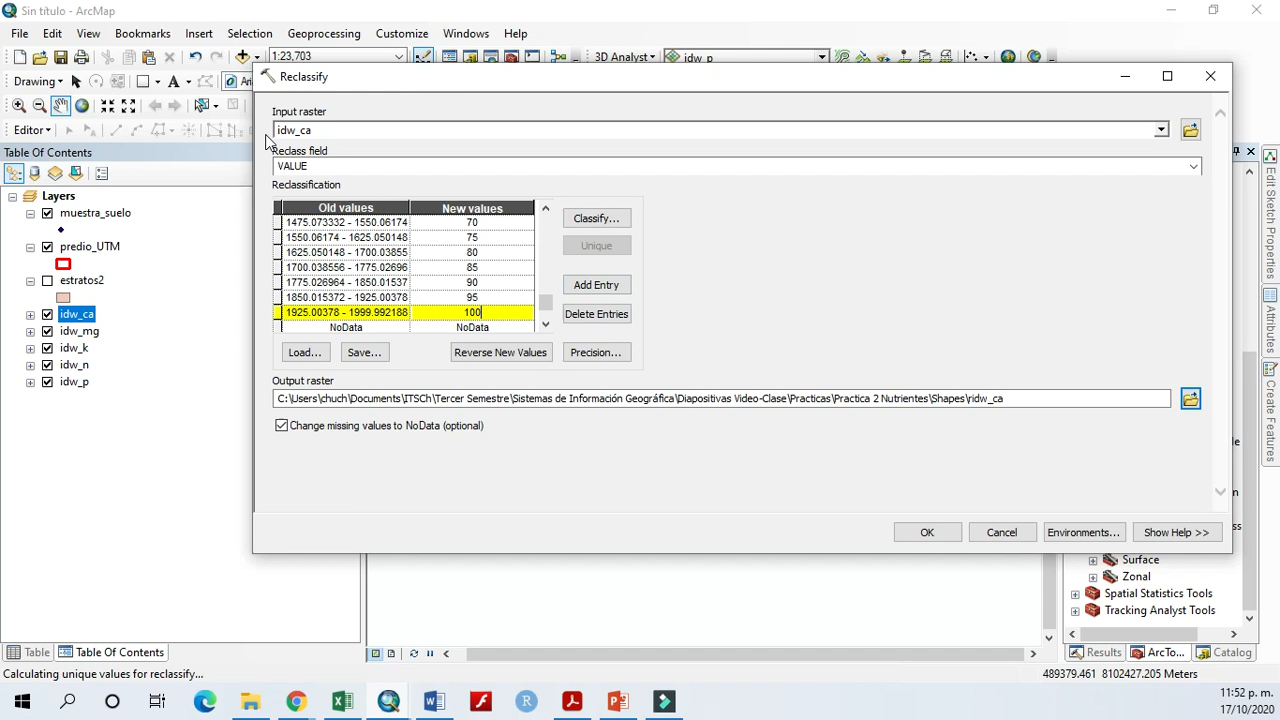 Sin título - ArcMap
File Edit View Bookmarks Insert Selection Geoprocessing Customize Windows Help
1:23,703 3D Analyst idw_p
Drawing A
Reclassify
Editor
Table Of Contents
Layers
muestra_suelo
predio_UTM
estratos2
idw_ca
idw_mg
idw_k
idw_n
idw_p
Input raster
idw_ca
Reclass field
VALUE
Reclassification
Old values New values
1475.073332 - 1550.06174 70
1550.06174 - 1625.050148 75
1625.050148 - 1700.03855 80
1700.038556 - 1775.02696 85
1775.026964 - 1850.01537 90
1850.015372 - 1925.00378 95
1925.00378 - 1999.992188 100
NoData NoData
Classify...
Unique
Add Entry
Delete Entries
Load... Save... Reverse New Values Precision...
Output raster
C:\Users\chuch\Documents\ITSCh\Tercer Semestre\Sistemas de Información Geográfica\Diapositivas Video-Clase\Practicas\Practica 2 Nutrientes\Shapes\ridw_ca
Change missing values to NoData (optional)
OK Cancel Environments... Show Help >>
Edit Sketch Properties
Attributes
Create Features
Surface
Zonal
Spatial Statistics Tools
Tracking Analyst Tools
Table Table Of Contents
Results ArcTo... Catalog
Calculating unique values for reclassify...
489379.461 8102427.205 Meters
11:52 p. m.
17/10/2020